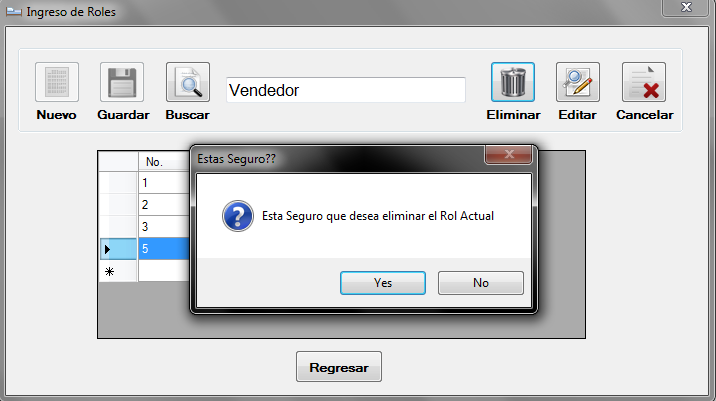 Ingreso de Roles
Vendedor
Nuevo Guardar Buscar Eliminar Editar Cancelar
Estas Seguro??
No.
1
2
3
5
Esta Seguro que desea eliminar el Rol Actual
Yes No
Regresar